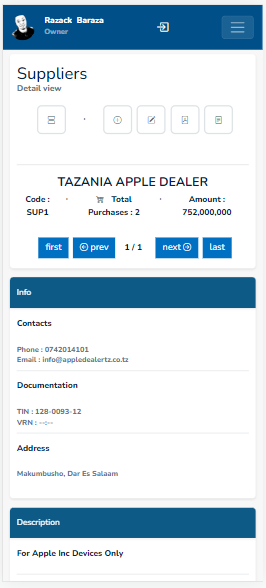 Razack Baraza
Owner
Suppliers
Detail view
TAZANIA APPLE DEALER
Code : · Total · Amount :
SUP1 Purchases : 2 752,000,000
first prev 1 / 1 next last
Info
Contacts
Phone : 0742014101
Email : info@appledealertz.co.tz
Documentation
TIN : 128-0093-12
VRN : --:--
Address
Makumbusho, Dar Es Salaam
Description
For Apple Inc Devices Only